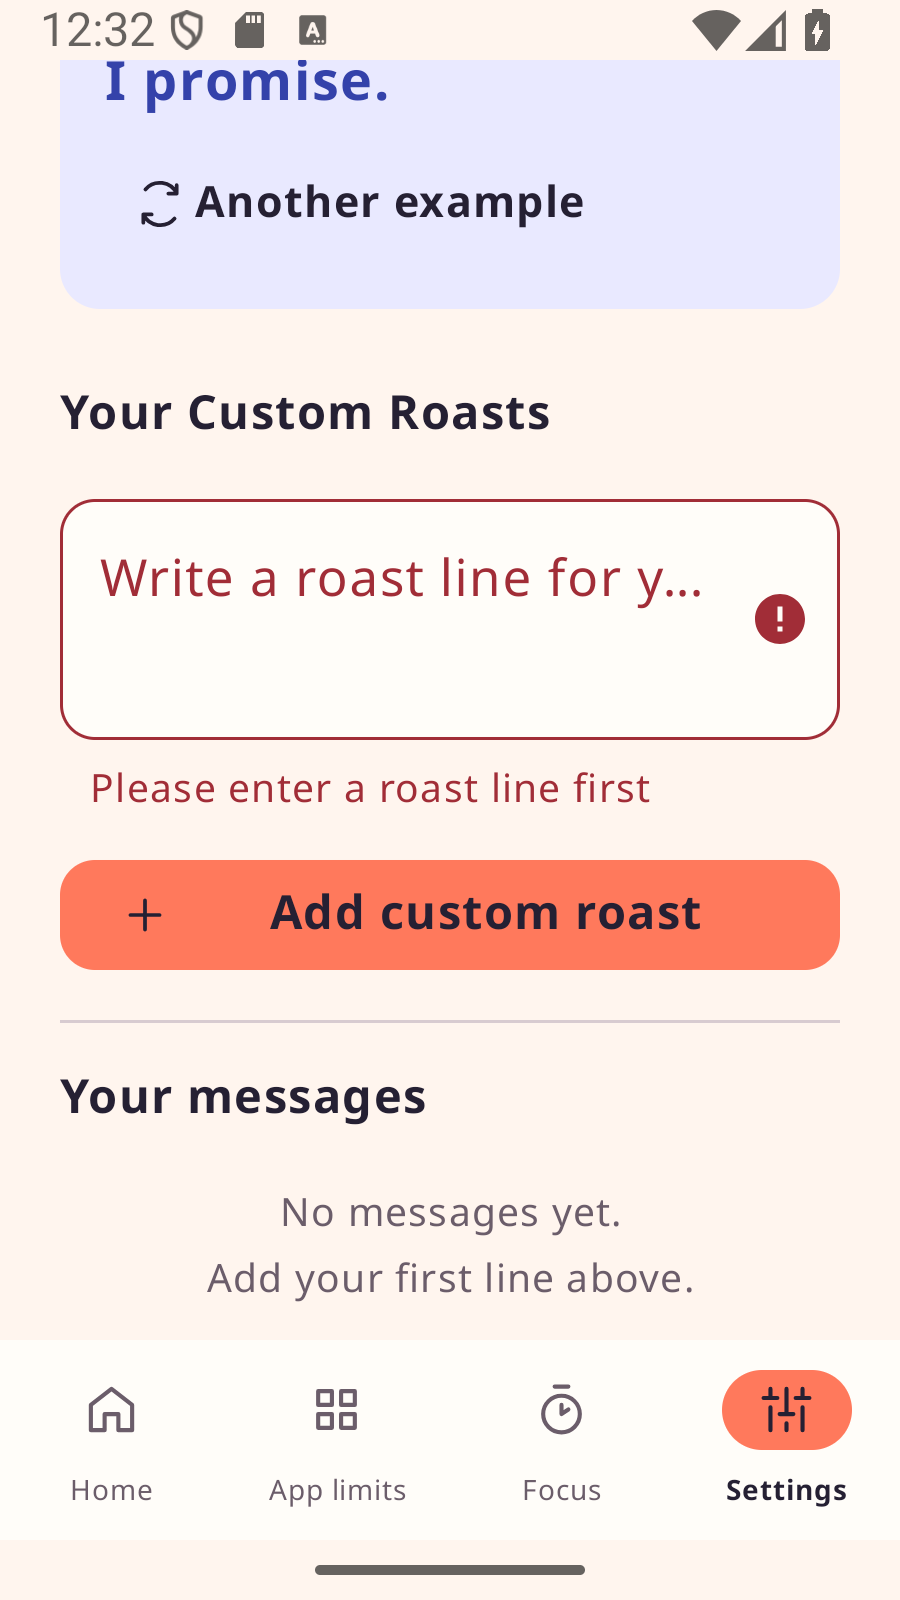 12:32
I promise.
Another example
Your Custom Roasts
Write a roast line for y...
Please enter a roast line first
Add custom roast
Your messages
No messages yet.
Add your first line above.
Home
App limits
Focus
Settings